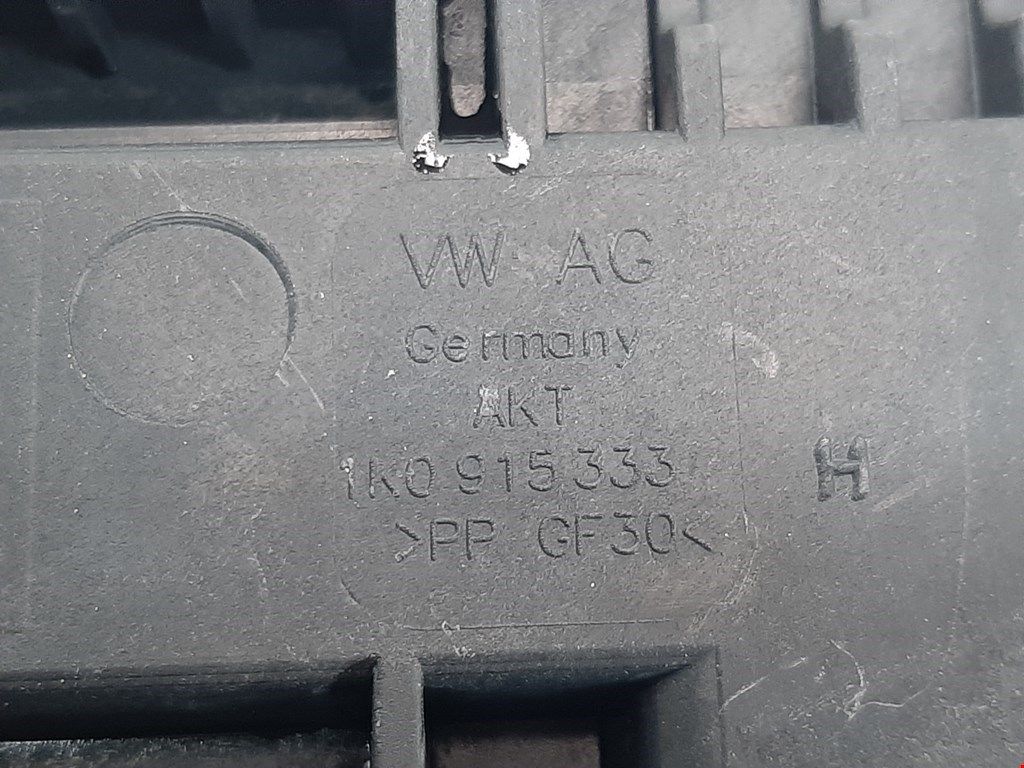 VW AG
Germany
AKT
1K0 915 333
H
>PP GF30<